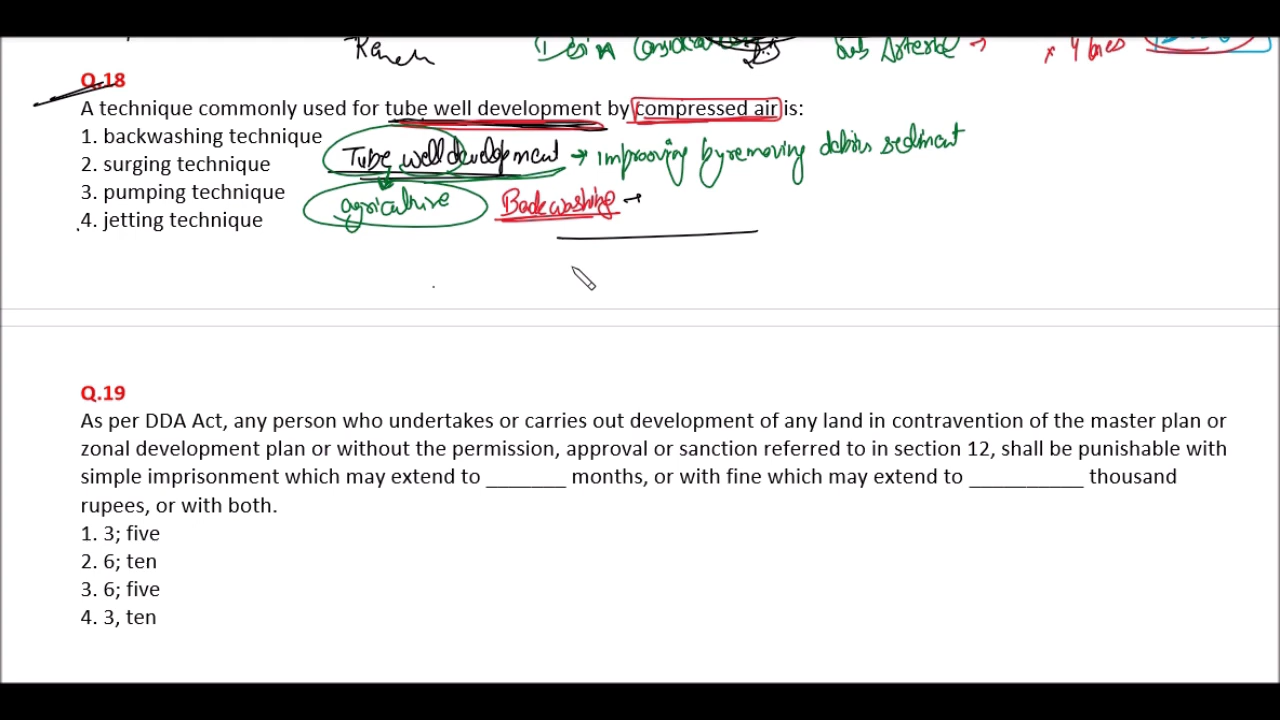 Q.18
A technique commonly used for tube well development by compressed air is:
1. backwashing technique
2. surging technique
3. pumping technique
4. jetting technique
Tube well development → improoving by removing debris sediment
agriculture Backwashing →
Q.19
As per DDA Act, any person who undertakes or carries out development of any land in contravention of the master plan or
zonal development plan or without the permission, approval or sanction referred to in section 12, shall be punishable with
simple imprisonment which may extend to _______ months, or with fine which may extend to __________ thousand
rupees, or with both.
1. 3; five
2. 6; ten
3. 6; five
4. 3, ten